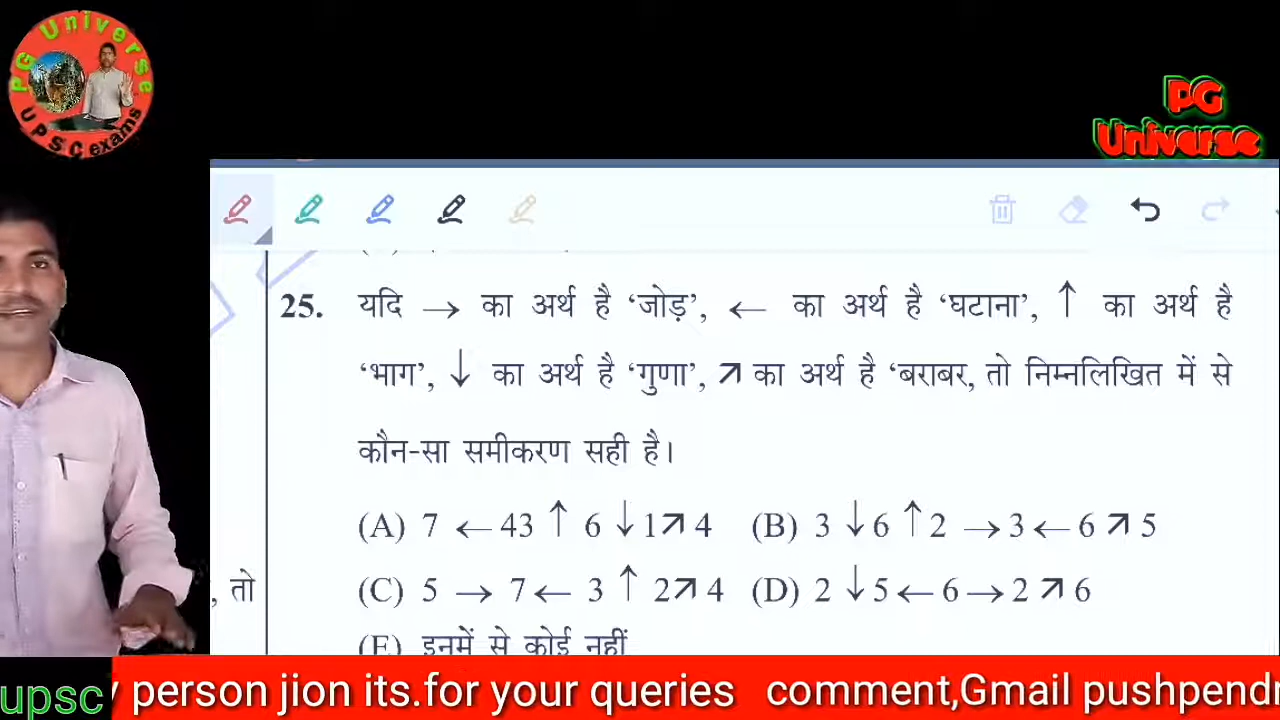 PG Universe
UPSC exams
PG
Universe
25. यदि → का अर्थ है ‘जोड़’, ← का अर्थ है ‘घटाना’, ↑ का अर्थ है
‘भाग’, ↓ का अर्थ है ‘गुणा’, ↗ का अर्थ है ‘बराबर, तो निम्नलिखित में से
कौन-सा समीकरण सही है।
(A) 7 ← 43 ↑ 6 ↓ 1 ↗ 4 (B) 3 ↓ 6 ↑ 2 → 3 ← 6 ↗ 5
, तो
(C) 5 → 7 ← 3 ↑ 2 ↗ 4 (D) 2 ↓ 5 ← 6 → 2 ↗ 6
(E) इनमें से कोई नहीं
upsc
person jion its.for your queries comment,Gmail pushpendr